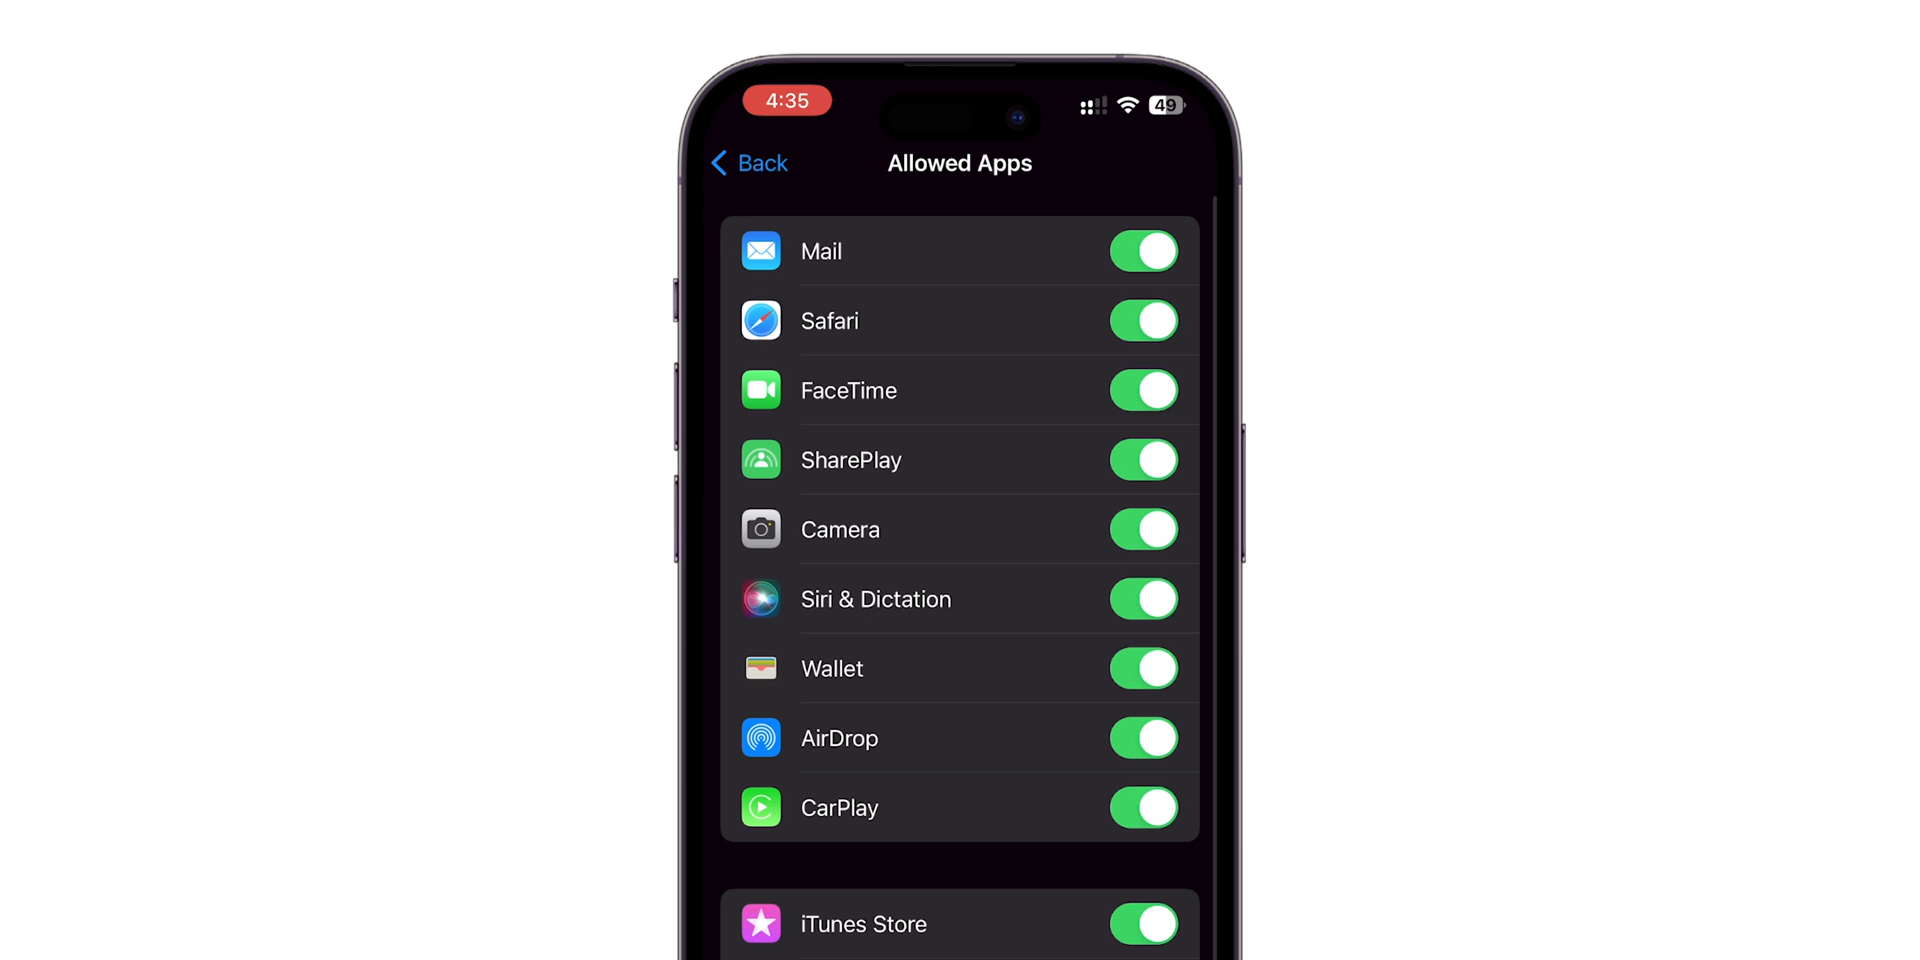 4:35
49
Back
Allowed Apps
Mail
Safari
FaceTime
SharePlay
Camera
Siri & Dictation
Wallet
AirDrop
CarPlay
iTunes Store